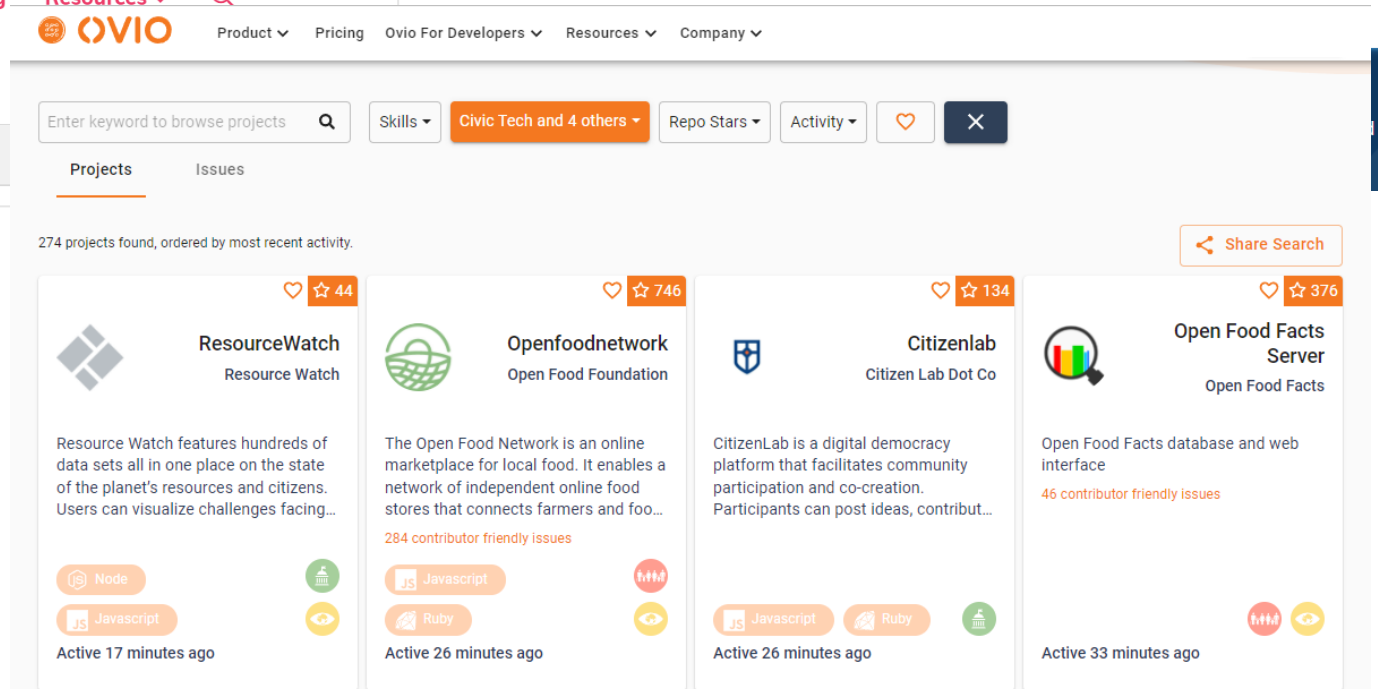 Resources
OVIO
Product Pricing Ovio For Developers Resources Company
Enter keyword to browse projects Skills Civic Tech and 4 others Repo Stars Activity
Projects Issues
274 projects found, ordered by most recent activity.
Share Search
44
ResourceWatch
Resource Watch
Resource Watch features hundreds of
data sets all in one place on the state
of the planet's resources and citizens.
Users can visualize challenges facing...
Node
JS Javascript
Active 17 minutes ago
746
Openfoodnetwork
Open Food Foundation
The Open Food Network is an online
marketplace for local food. It enables a
network of independent online food
stores that connects farmers and foo...
284 contributor friendly issues
JS Javascript
Ruby
Active 26 minutes ago
134
Citizenlab
Citizen Lab Dot Co
CitizenLab is a digital democracy
platform that facilitates community
participation and co-creation.
Participants can post ideas, contribut...
JS Javascript Ruby
Active 26 minutes ago
376
Open Food Facts
Server
Open Food Facts
Open Food Facts database and web
interface
46 contributor friendly issues
Active 33 minutes ago